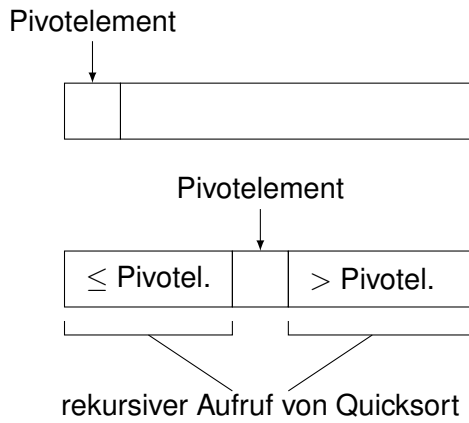 Pivotelement
Pivotelement
≤ Pivotel. > Pivotel.
rekursiver Aufruf von Quicksort